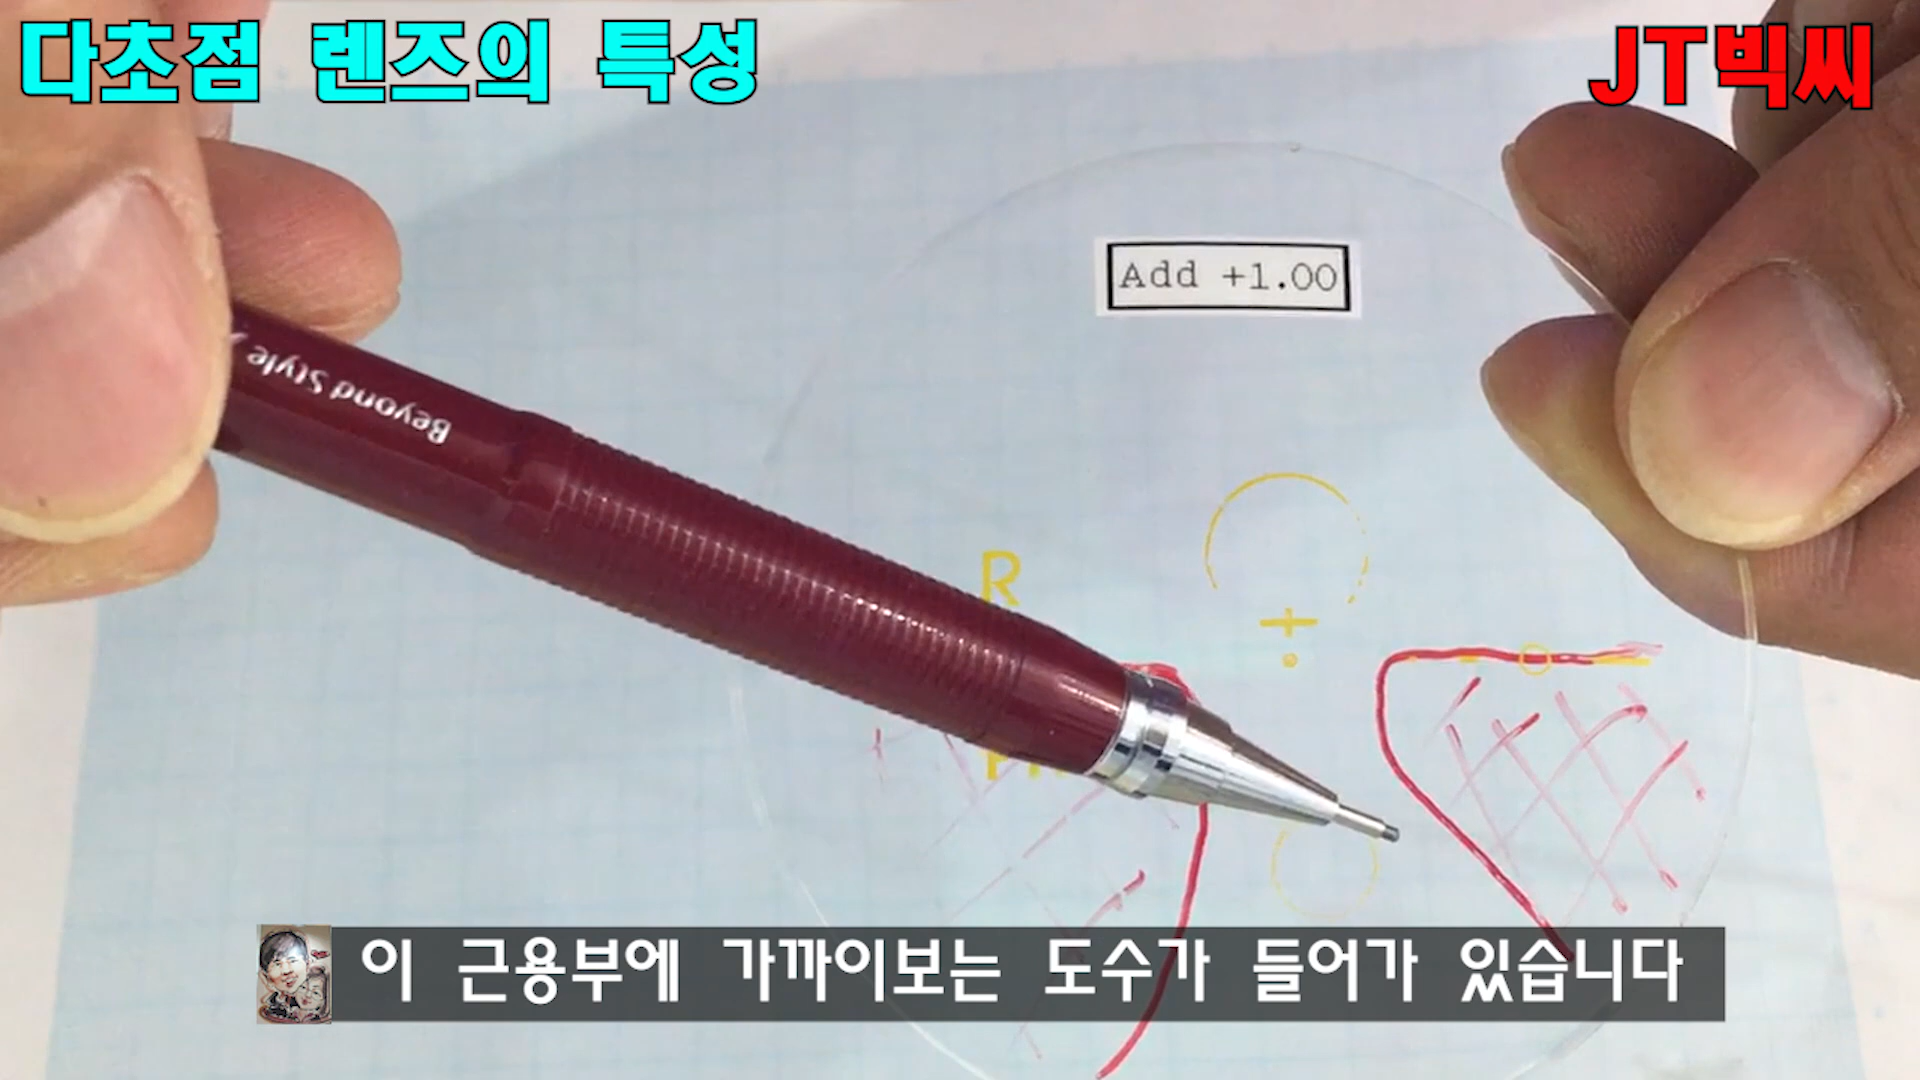 다초점 렌즈의 특성
JT빅씨
Add +1.00
Beyond Style
R
이 근용부에 가까이보는 도수가 들어가 있습니다